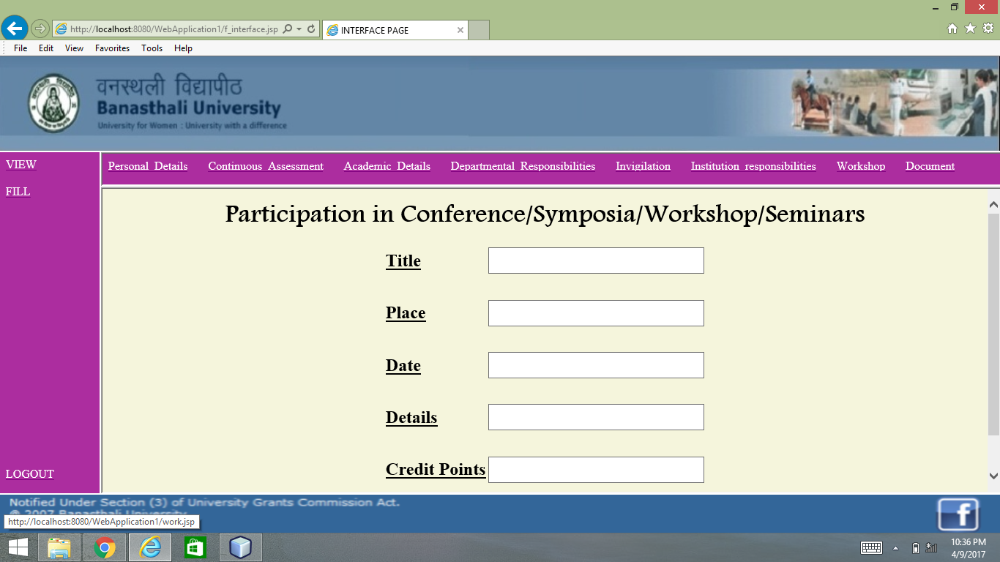 http://localhost:8080/WebApplication1/f_interface.jsp
INTERFACE PAGE
File Edit View Favorites Tools Help
वनस्थली विद्यापीठ
Banasthali University
University for Women : University with a difference
VIEW
FILL
LOGOUT
Personal Details Continuous Assessment Academic Details Departmental Responsibilities Invigilation Institution responsibilities Workshop Document
Participation in Conference/Symposia/Workshop/Seminars
Title
Place
Date
Details
Credit Points
Notified Under Section (3) of University Grants Commission Act.
© 2007 Banasthali University
http://localhost:8080/WebApplication1/work.jsp
f
10:36 PM
4/9/2017